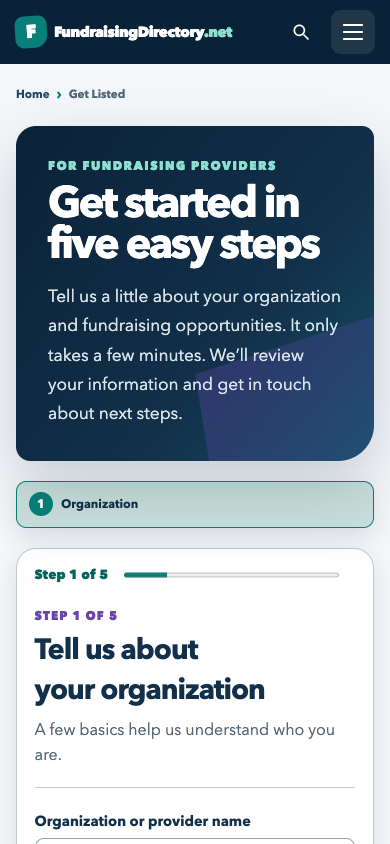 F FundraisingDirectory.net
Home › Get Listed
FOR FUNDRAISING PROVIDERS
Get started in
five easy steps
Tell us a little about your organization
and fundraising opportunities. It only
takes a few minutes. We’ll review
your information and get in touch
about next steps.
1 Organization
Step 1 of 5
STEP 1 OF 5
Tell us about
your organization
A few basics help us understand who you
are.
Organization or provider name